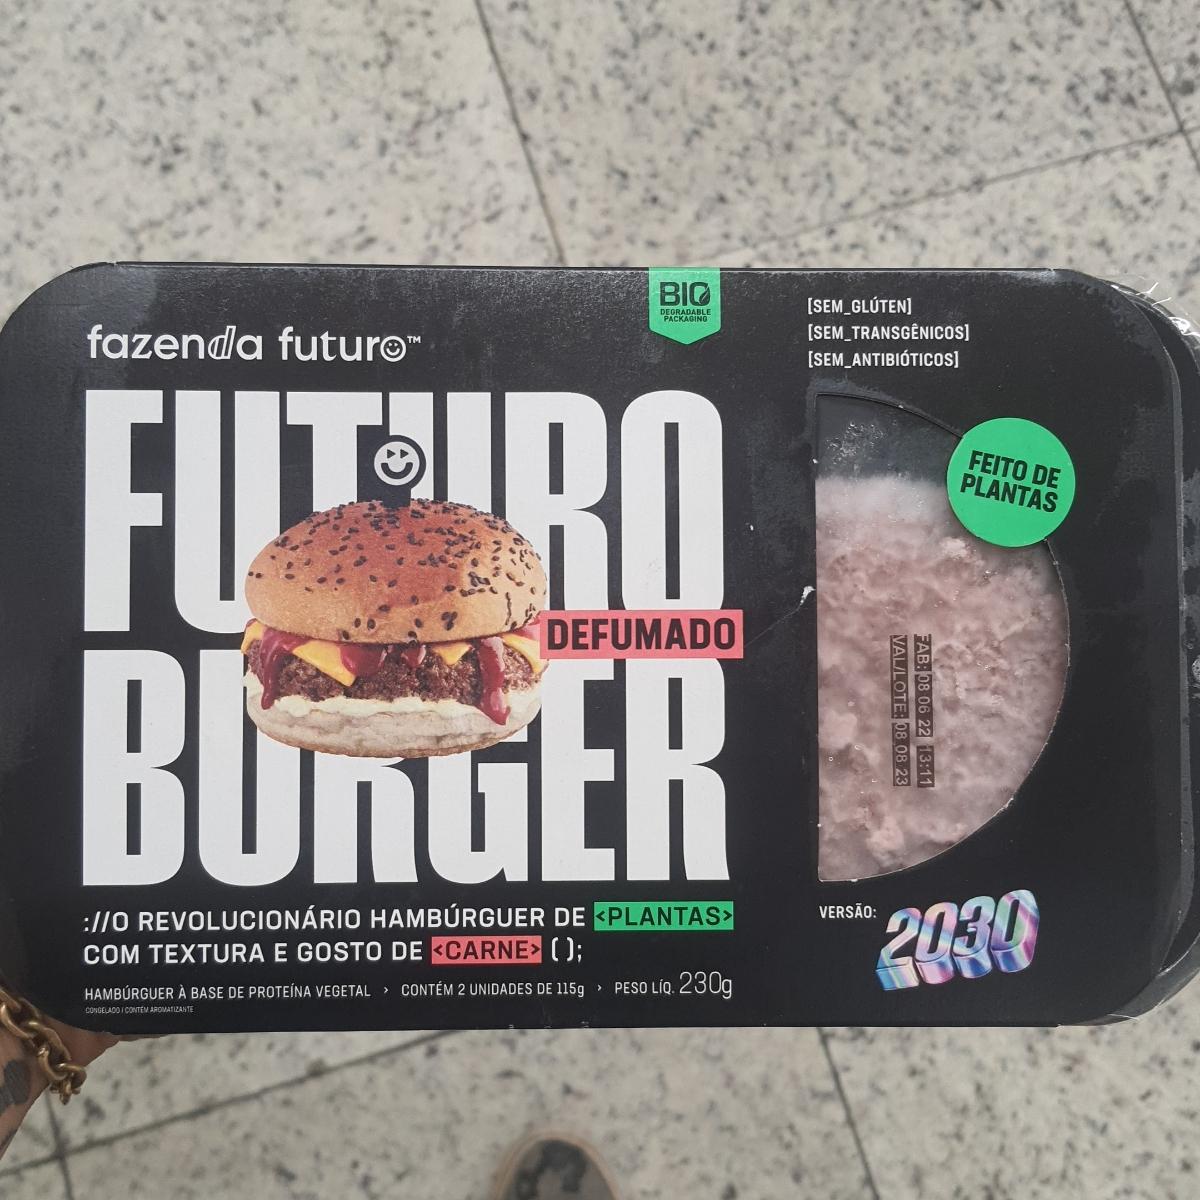 fazenda futuro™
BIO
DEGRADABLE
PACKAGING
[SEM_GLÚTEN]
[SEM_TRANSGÊNICOS]
[SEM_ANTIBIÓTICOS]
FUTURO
DEFUMADO
BURGER
FEITO DE
PLANTAS
FAB: 08 06 22 13:11
VAL/LOTE: 08 08 23
://O REVOLUCIONÁRIO HAMBÚRGUER DE <PLANTAS>
COM TEXTURA E GOSTO DE <CARNE> ( );
VERSÃO: 2030
HAMBÚRGUER À BASE DE PROTEÍNA VEGETAL > CONTÉM 2 UNIDADES DE 115g > PESO LÍQ. 230g
CONGELADO / CONTÉM AROMATIZANTE